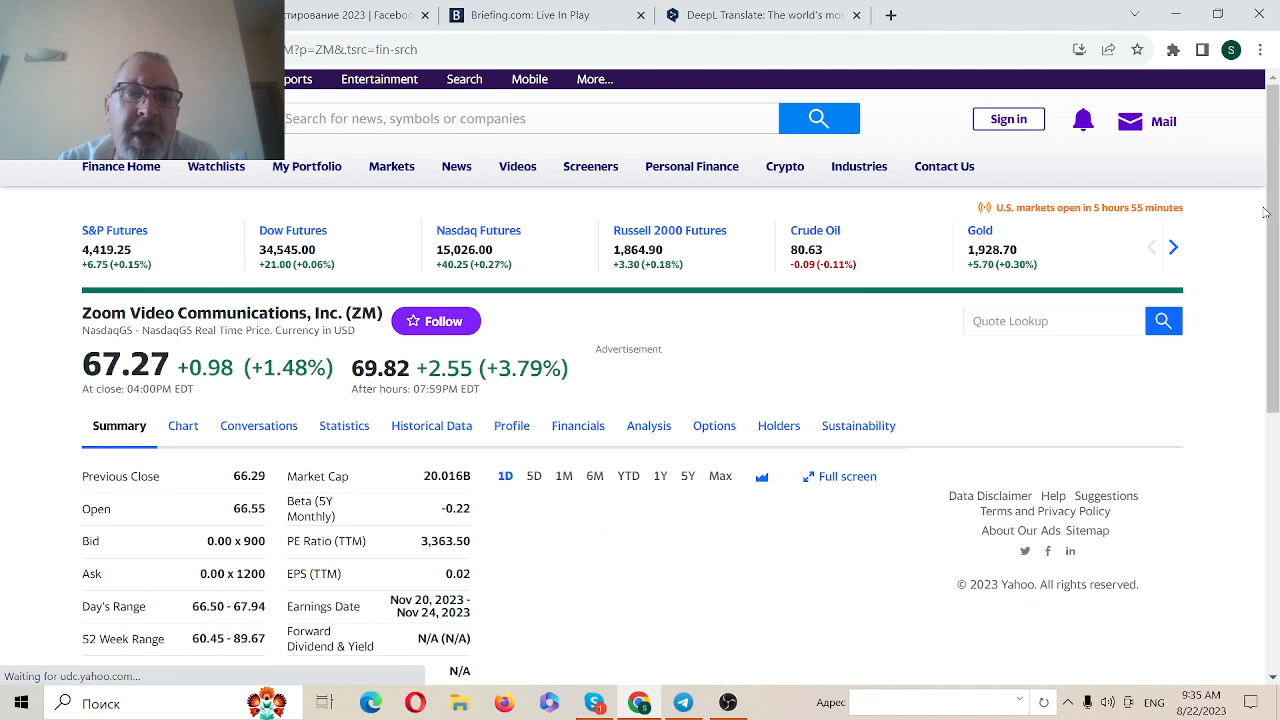 ompositors 2023 |
Briefing.com: Live In Play
DeepL Translate: The world's mos
M?p=ZM&.tsrc=fin-srch
S
ports Entertainment Search Mobile More...
Search for news, symbols or companies
Sign in
Mail
Finance Home Watchlists My Portfolio Markets News Videos Screeners Personal Finance Crypto Industries Contact Us
U.S. markets open in 5 hours 55 minutes
S&P Futures Dow Futures Nasdaq Futures Russell 2000 Futures Crude Oil Gold
4,419.25 34,545.00 15,026.00 1,864.90 80.63 1,928.70
+6.75 (+0.15%) +21.00 (+0.06%) +40.25 (+0.27%) +3.30 (+0.18%) -0.09 (-0.11%) +5.70 (+0.30%)
Zoom Video Communications, Inc. (ZM)
Follow
NasdaqGS - NasdaqGS Real Time Price. Currency in USD
Quote Lookup
Advertisement
67.27 +0.98 (+1.48%) 69.82 +2.55 (+3.79%)
At close: 04:00PM EDT After hours: 07:59PM EDT
Summary Chart Conversations Statistics Historical Data Profile Financials Analysis Options Holders Sustainability
Previous Close 66.29
Open 66.55
Bid 0.00 x 900
Ask 0.00 x 1200
Day's Range 66.50 - 67.94
52 Week Range 60.45 - 89.67
Market Cap 20.016B
Beta (5Y
Monthly) -0.22
PE Ratio (TTM) 3,363.50
EPS (TTM) 0.02
Earnings Date Nov 20, 2023 -
Nov 24, 2023
Forward
Dividend & Yield N/A (N/A)
N/A
1D 5D 1M 6M YTD 1Y 5Y Max Full screen
Data Disclaimer Help Suggestions
Terms and Privacy Policy
About Our Ads Sitemap
© 2023 Yahoo. All rights reserved.
Waiting for udc.yahoo.com...
Поиск
1
S
Адрес
ENG
9:35 AM
8/22/2023